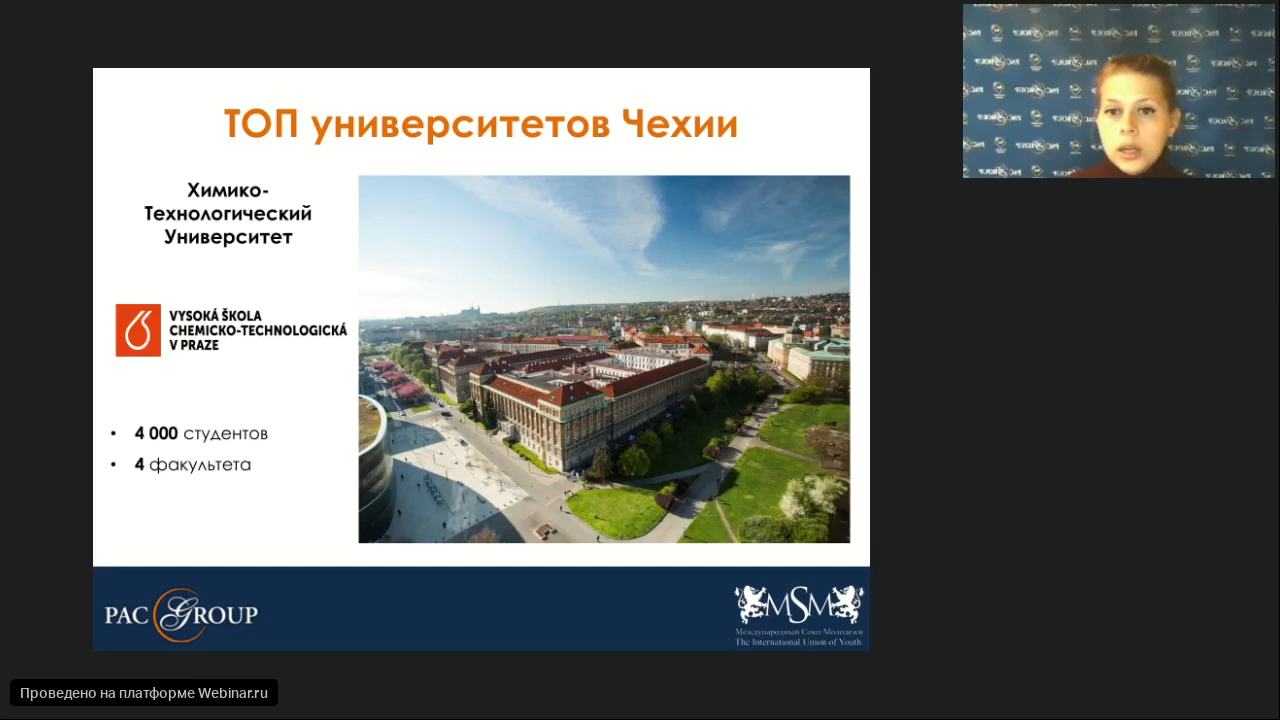 ТОП университетов Чехии
Химико-
Технологический
Университет
VYSOKÁ ŠKOLA
CHEMICKO-TECHNOLOGICKÁ
V PRAZE
• 4 000 студентов
• 4 факультета
PAC GROUP
MSM
Международный Союз Молодежи
The International Union of Youth
Проведено на платформе Webinar.ru